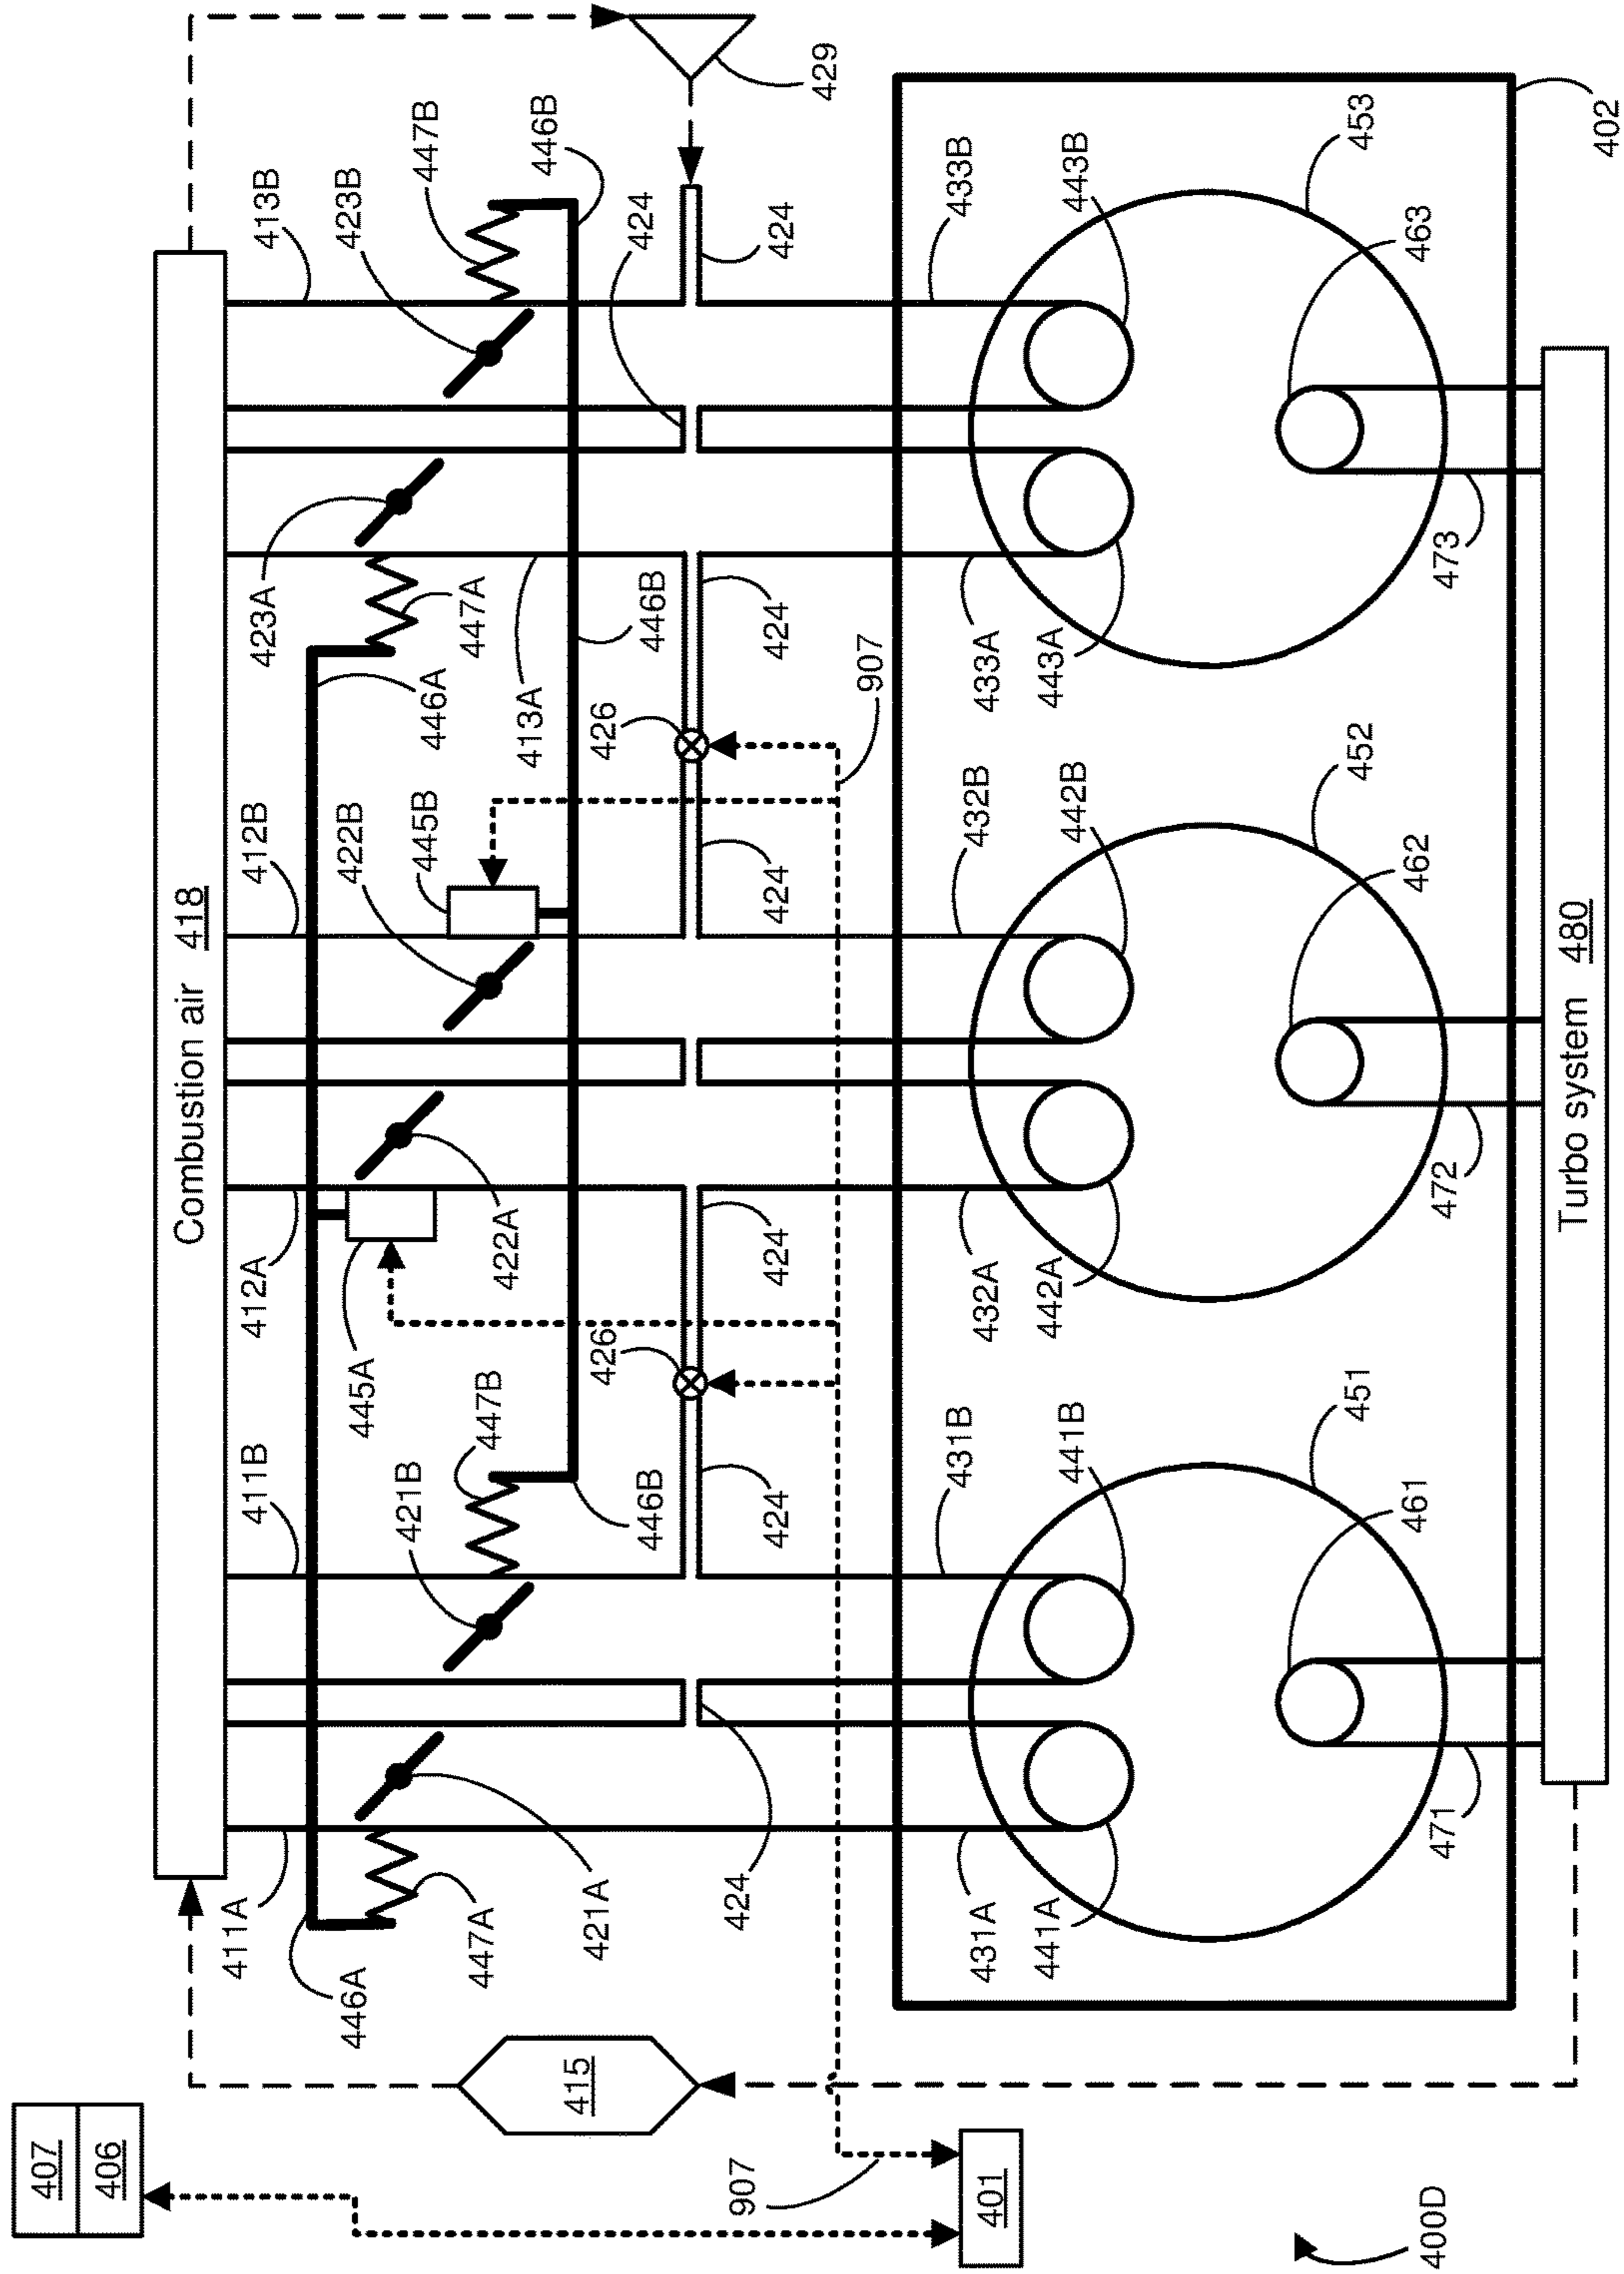 407
406
415
401
907
400D
Combustion air 418
411A
411B
412A
412B
413A
413B
446A
446A
447A
447A
421A
421B
422A
422B
423A
423B
445A
445B
447B
447B
446B
446B
446B
426
426
424
424
424
424
424
424
424
429
907
431A
441A
431B
441B
432A
442A
432B
442B
433A
443A
433B
443B
451
461
452
462
453
463
471
472
473
402
Turbo system 480